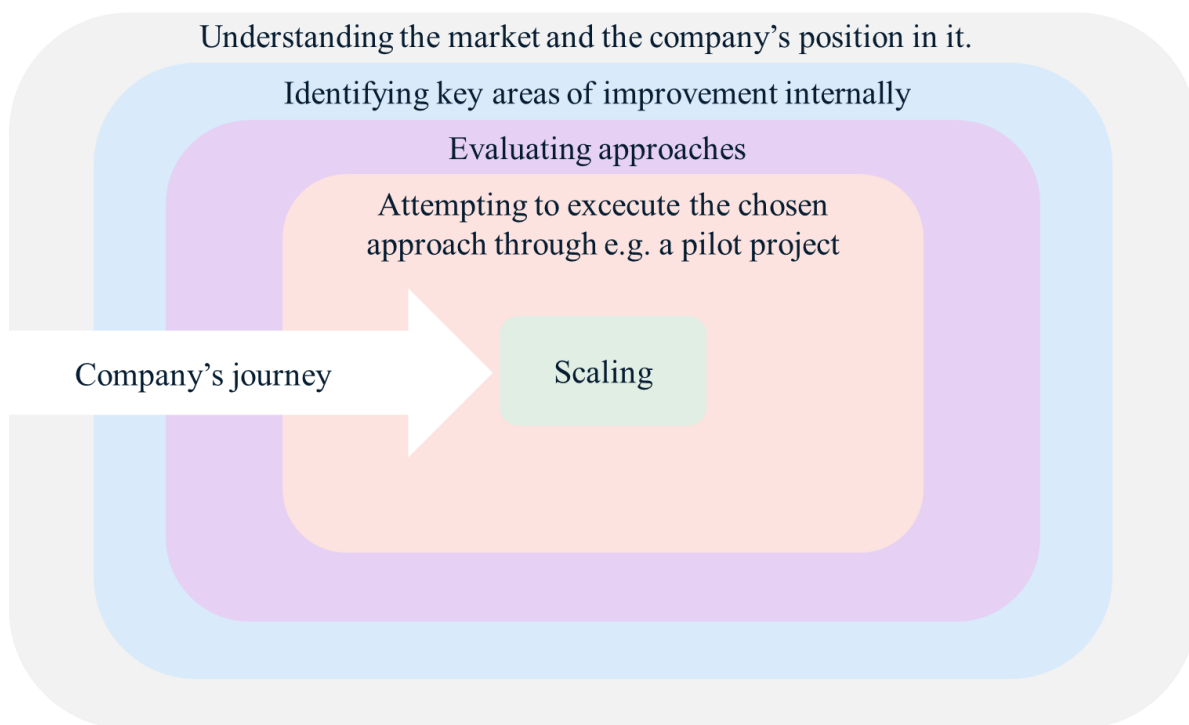 Understanding the market and the company’s position in it.
Identifying key areas of improvement internally
Evaluating approaches
Attempting to excecute the chosen
approach through e.g. a pilot project
Company’s journey
Scaling